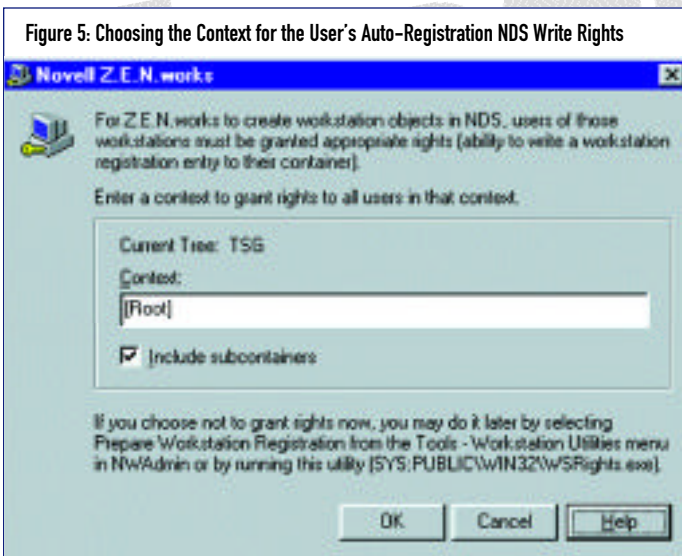 Figure 5: Choosing the Context for the User's Auto-Registration NDS Write Rights
Novell Z.E.N.works
For Z.E.N.works to create workstation objects in NDS, users of those
workstations must be granted appropriate rights (ability to write a workstation
registration entry to their container).
Enter a context to grant rights to all users in that context.
Current Tree: TSG
Context:
[Root]
Include subcontainers
If you choose not to grant rights now, you may do it later by selecting
Prepare Workstation Registration from the Tools - Workstation Utilities menu
in NWAdmin or by running this utility (SYS:PUBLIC\WIN32\WSRights.exe).
OK
Cancel
Help